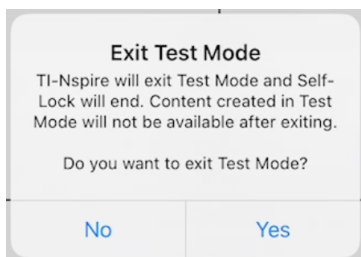 Exit Test Mode
TI-Nspire will exit Test Mode and Self-
Lock will end. Content created in Test
Mode will not be available after exiting.
Do you want to exit Test Mode?
No
Yes